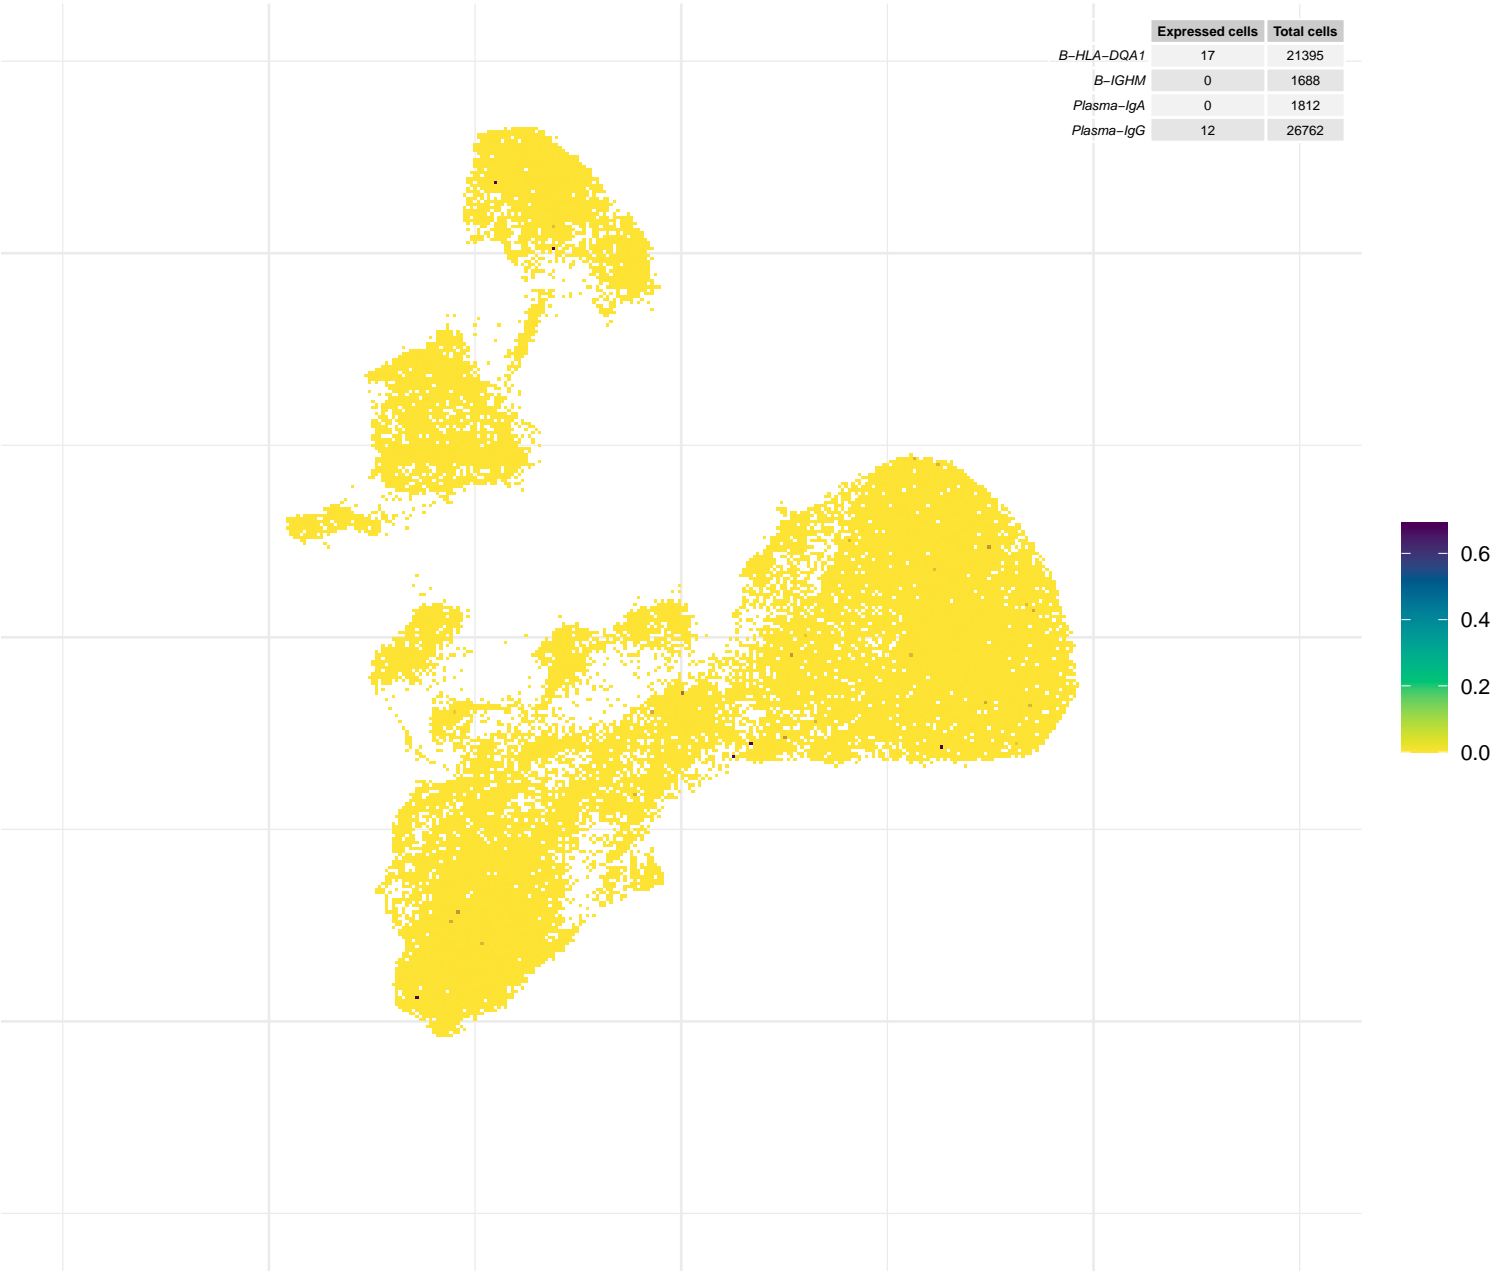 Expressed cells Total cells
B−HLA−DQA1 17 21395
B−IGHM 0 1688
Plasma−IgA 0 1812
Plasma−IgG 12 26762
0.6
0.4
0.2
0.0